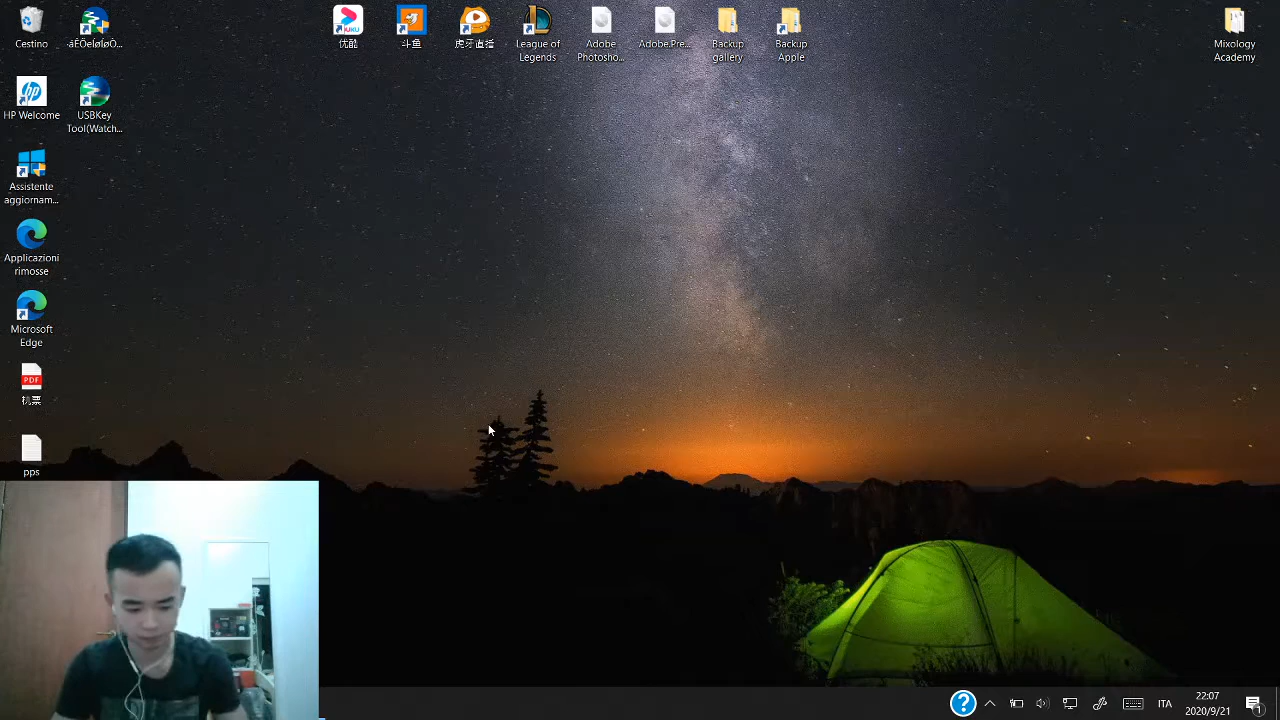 Cestino
HP Welcome
USBKey
Tool(Watch...
Assistente
aggiornam...
Applicazioni
rimosse
Microsoft
Edge
PDF
机票
pps
优酷
斗鱼
虎牙直播
League of
Legends
Adobe
Photosho...
Adobe.Pre...
Backup
gallery
Backup
Apple
Mixology
Academy
ITA
22:07
2020/9/21